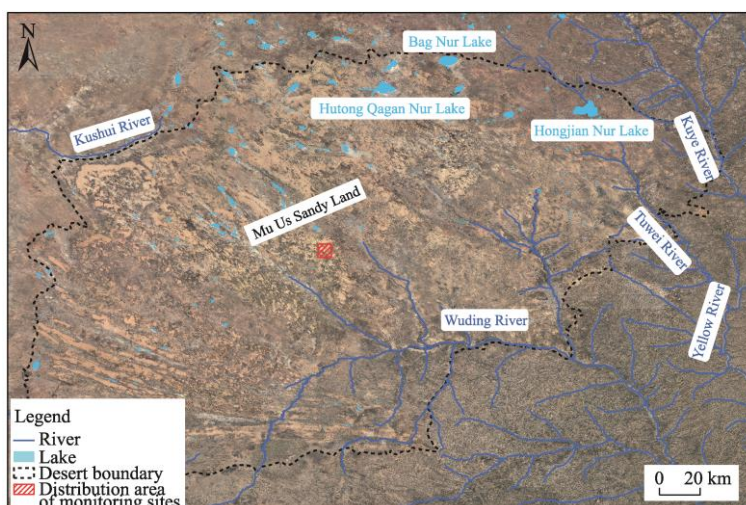 N
Bag Nur Lake
Hutong Qagan Nur Lake
Hongjian Nur Lake
Kushui River
Kuye River
Mu Us Sandy Land
Tuwei River
Yellow River
Wuding River
Legend
River
Lake
Desert boundary
Distribution area
of monitoring sites
0 20 km